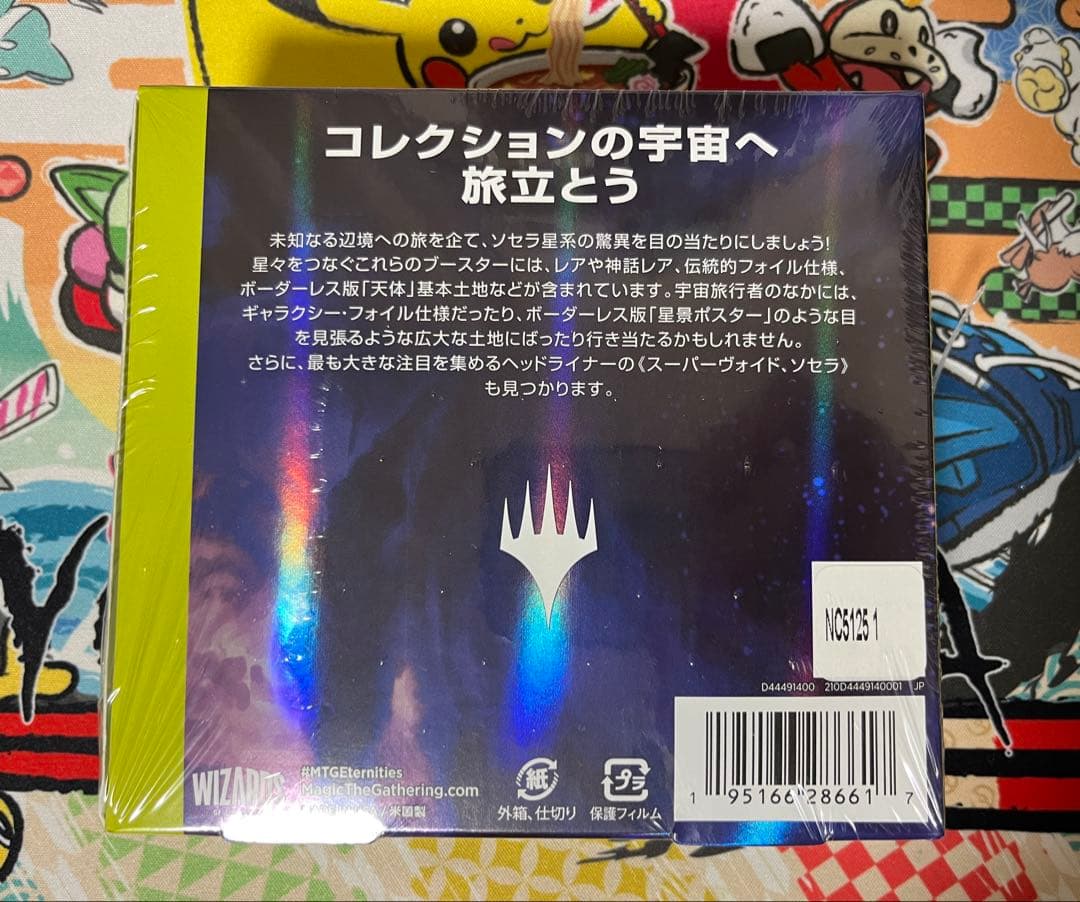 コレクションの宇宙へ
旅立とう
未知なる辺境への旅を企て、ソセラ星系の驚異を目の当たりにしましょう!
星々をつなぐこれらのブースターには、レアや神話レア、伝統的フォイル仕様、
ボーダーレス版「天体」基本土地などが含まれています。宇宙旅行者のなかには、
ギャラクシー・フォイル仕様だったり、ボーダーレス版「星景ポスター」のような目
を見張るような広大な土地にばったり行き当たるかもしれません。
さらに、最も大きな注目を集めるヘッドライナーの《スーパーヴォイド、ソセラ》
も見つかります。
NC5125 1
D44491400 210D4449140001 JP
WIZARDS
#MTGEternities
MagicTheGathering.com
/米国製
紙
外箱、仕切り
プラ
保護フィルム
1 95166 28661 7